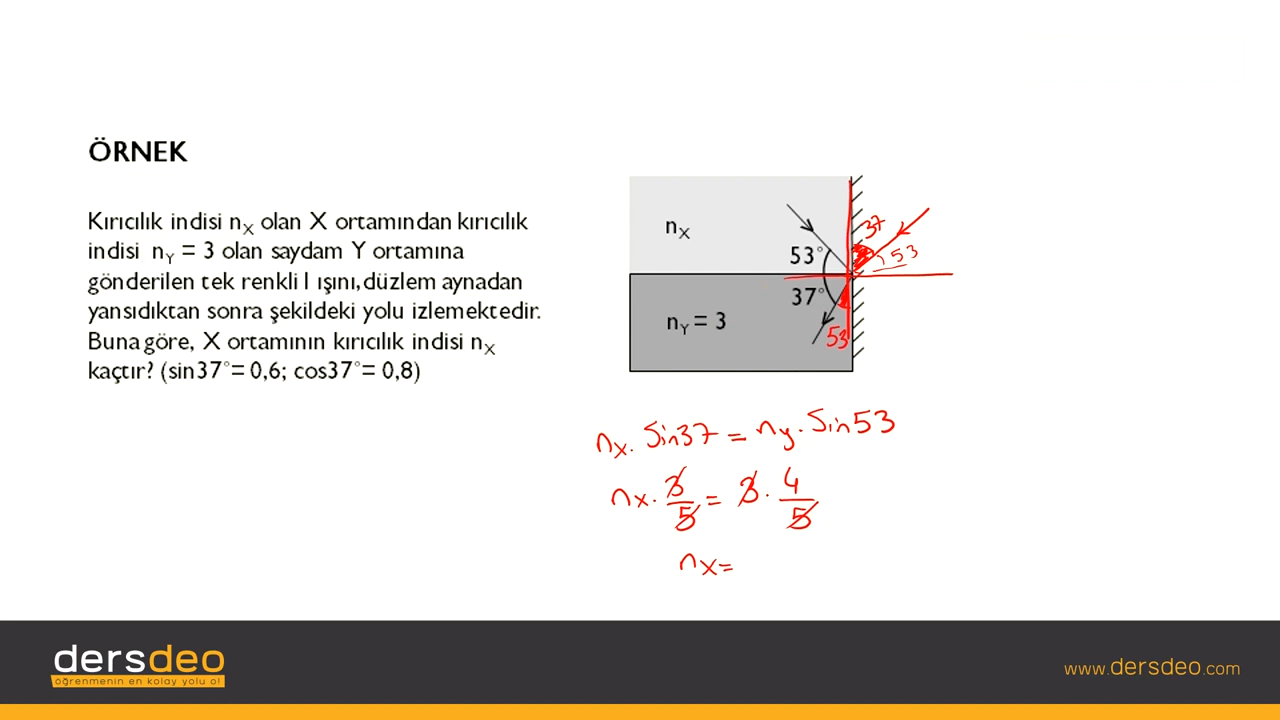 ÖRNEK
Kırıcılık indisi nX olan X ortamından kırıcılık
indisi nY = 3 olan saydam Y ortamına
gönderilen tek renkli I ışını, düzlem aynadan
yansıdıktan sonra şekildeki yolu izlemektedir.
Buna göre, X ortamının kırıcılık indisi nX
kaçtır? (sin37°= 0,6; cos37°= 0,8)
nX
53°
37°
nY = 3
37
53
53
nx. Sin37 = ny. Sin53
nx. 3/5 = 3. 4/5
nx=
dersdeo
öğrenmenin en kolay yolu o!
www.dersdeo.com